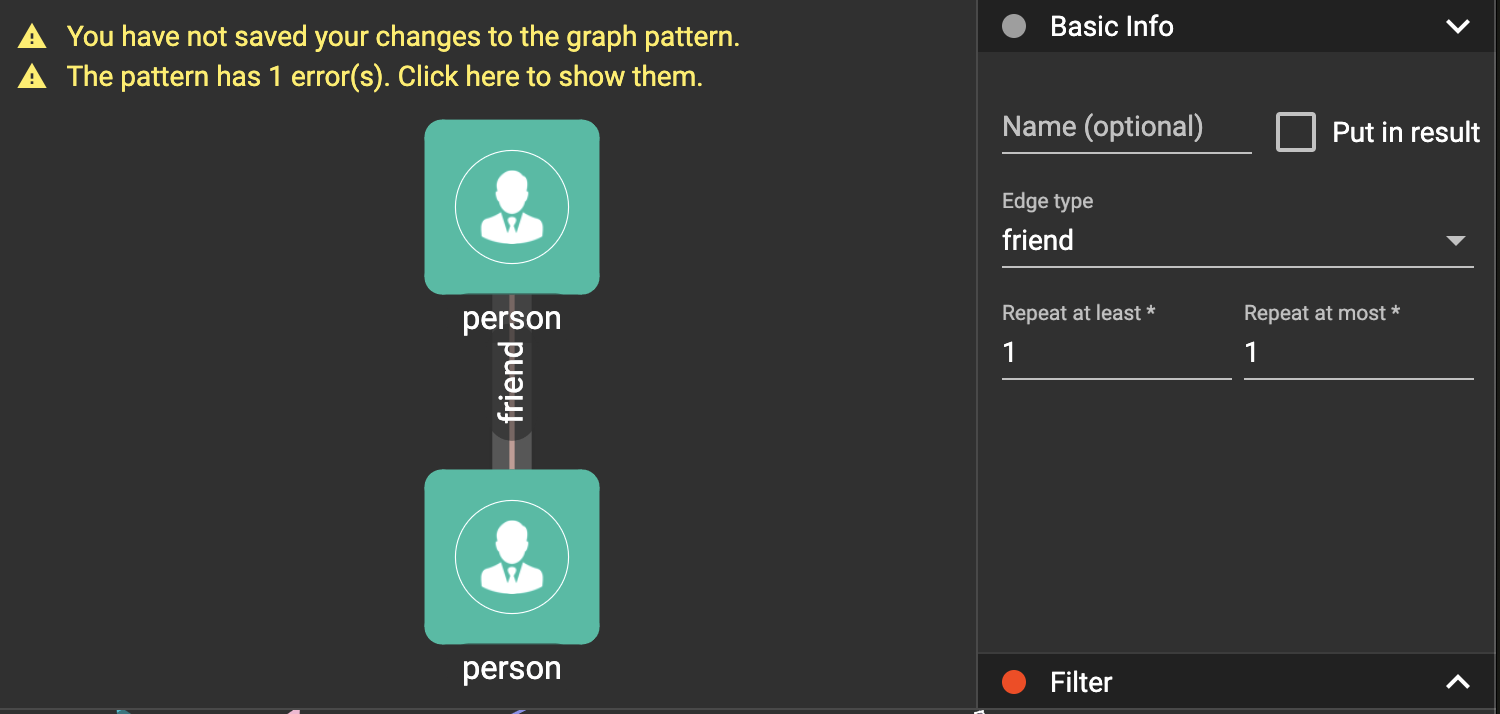 You have not saved your changes to the graph pattern.
The pattern has 1 error(s). Click here to show them.
person
friend
person
Basic Info
Name (optional)
Put in result
Edge type
friend
Repeat at least *
Repeat at most *
1
1
Filter